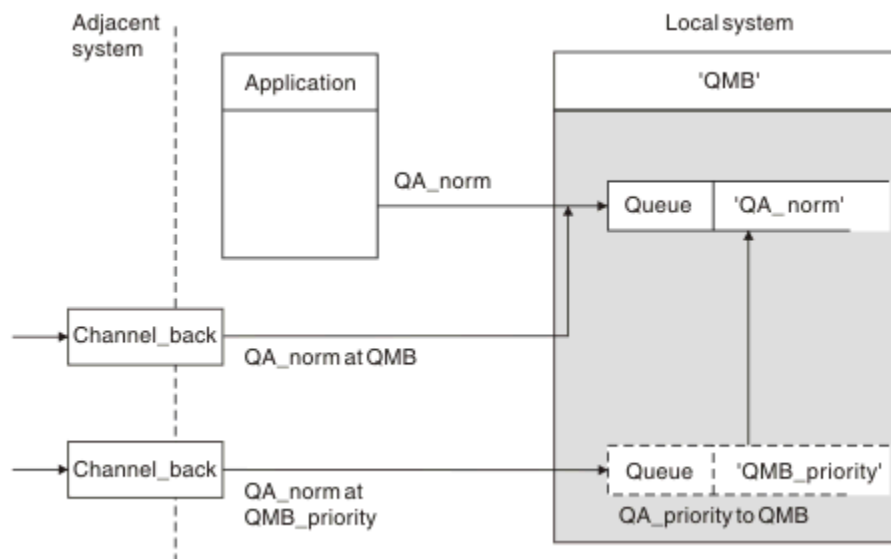 Adjacent
system
Local system
Application
'QMB'
QA_norm
Queue
'QA_norm'
Channel_back
QA_norm at QMB
Channel_back
QA_norm at
QMB_priority
Queue
'QMB_priority'
QA_priority to QMB